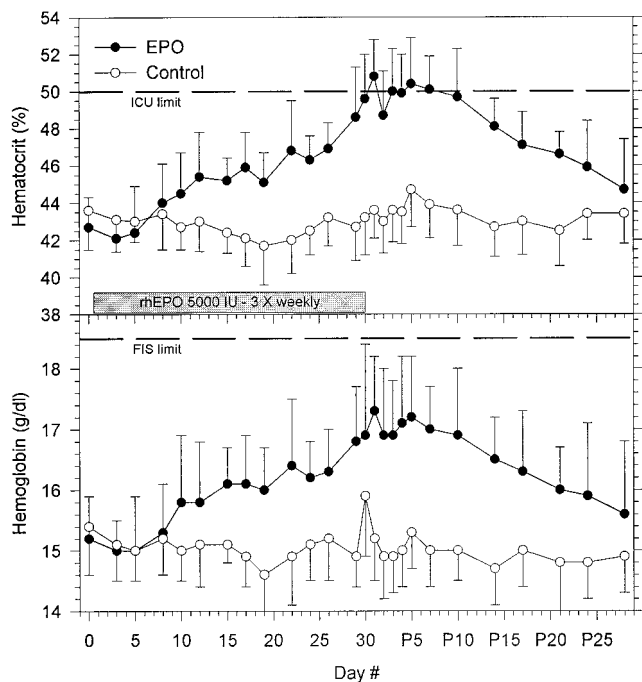 54
52
50
48
46
44
42
40
38
Hematocrit (%)
EPO
Control
ICU limit
rhEPO 5000 IU - 3 X weekly
18
17
16
15
14
Hemoglobin (g/dl)
FIS limit
0 5 10 15 20 25 30 P5 P10 P15 P20 P25
Day #